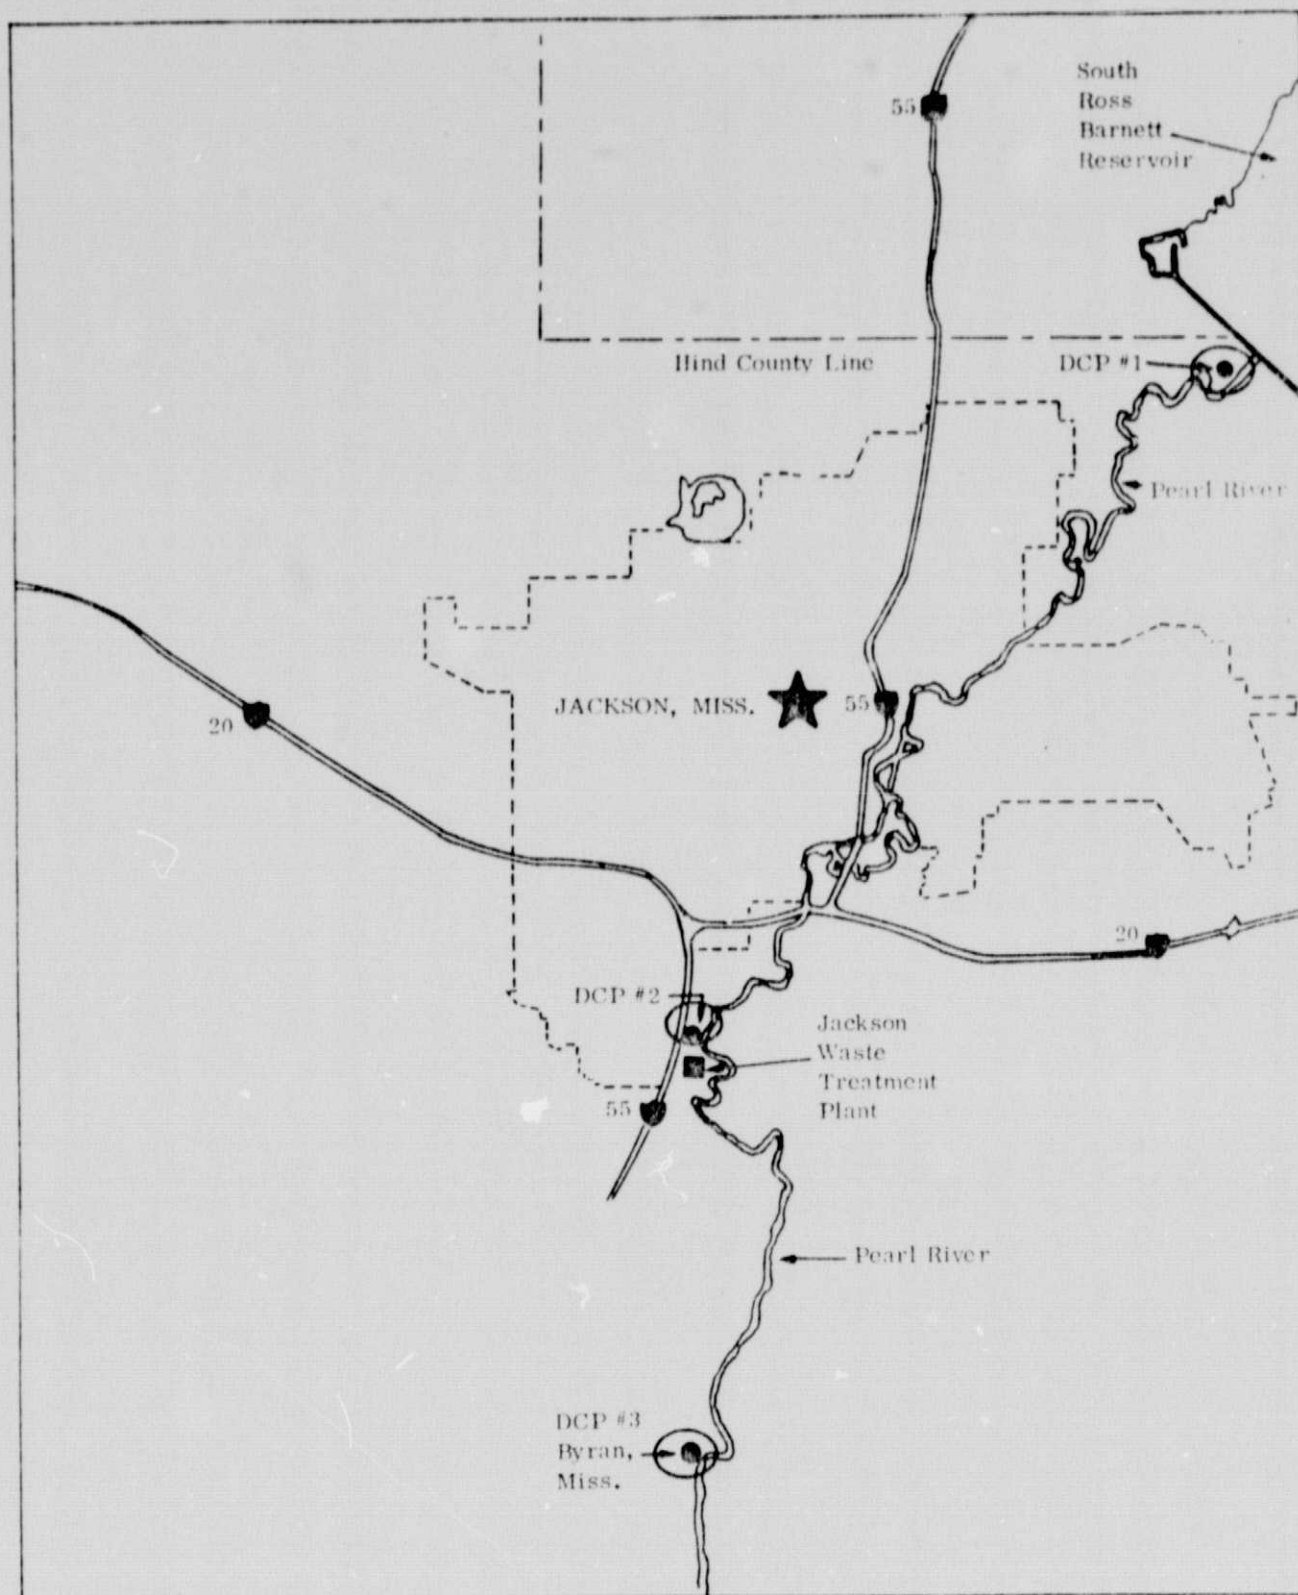 55
South
Ross
Barnett
Reservoir
Hind County Line
DCP #1
Pearl River
JACKSON, MISS.
55
20
20
DCP #2
Jackson
Waste
Treatment
Plant
55
Pearl River
DCP #3
Byran,
Miss.